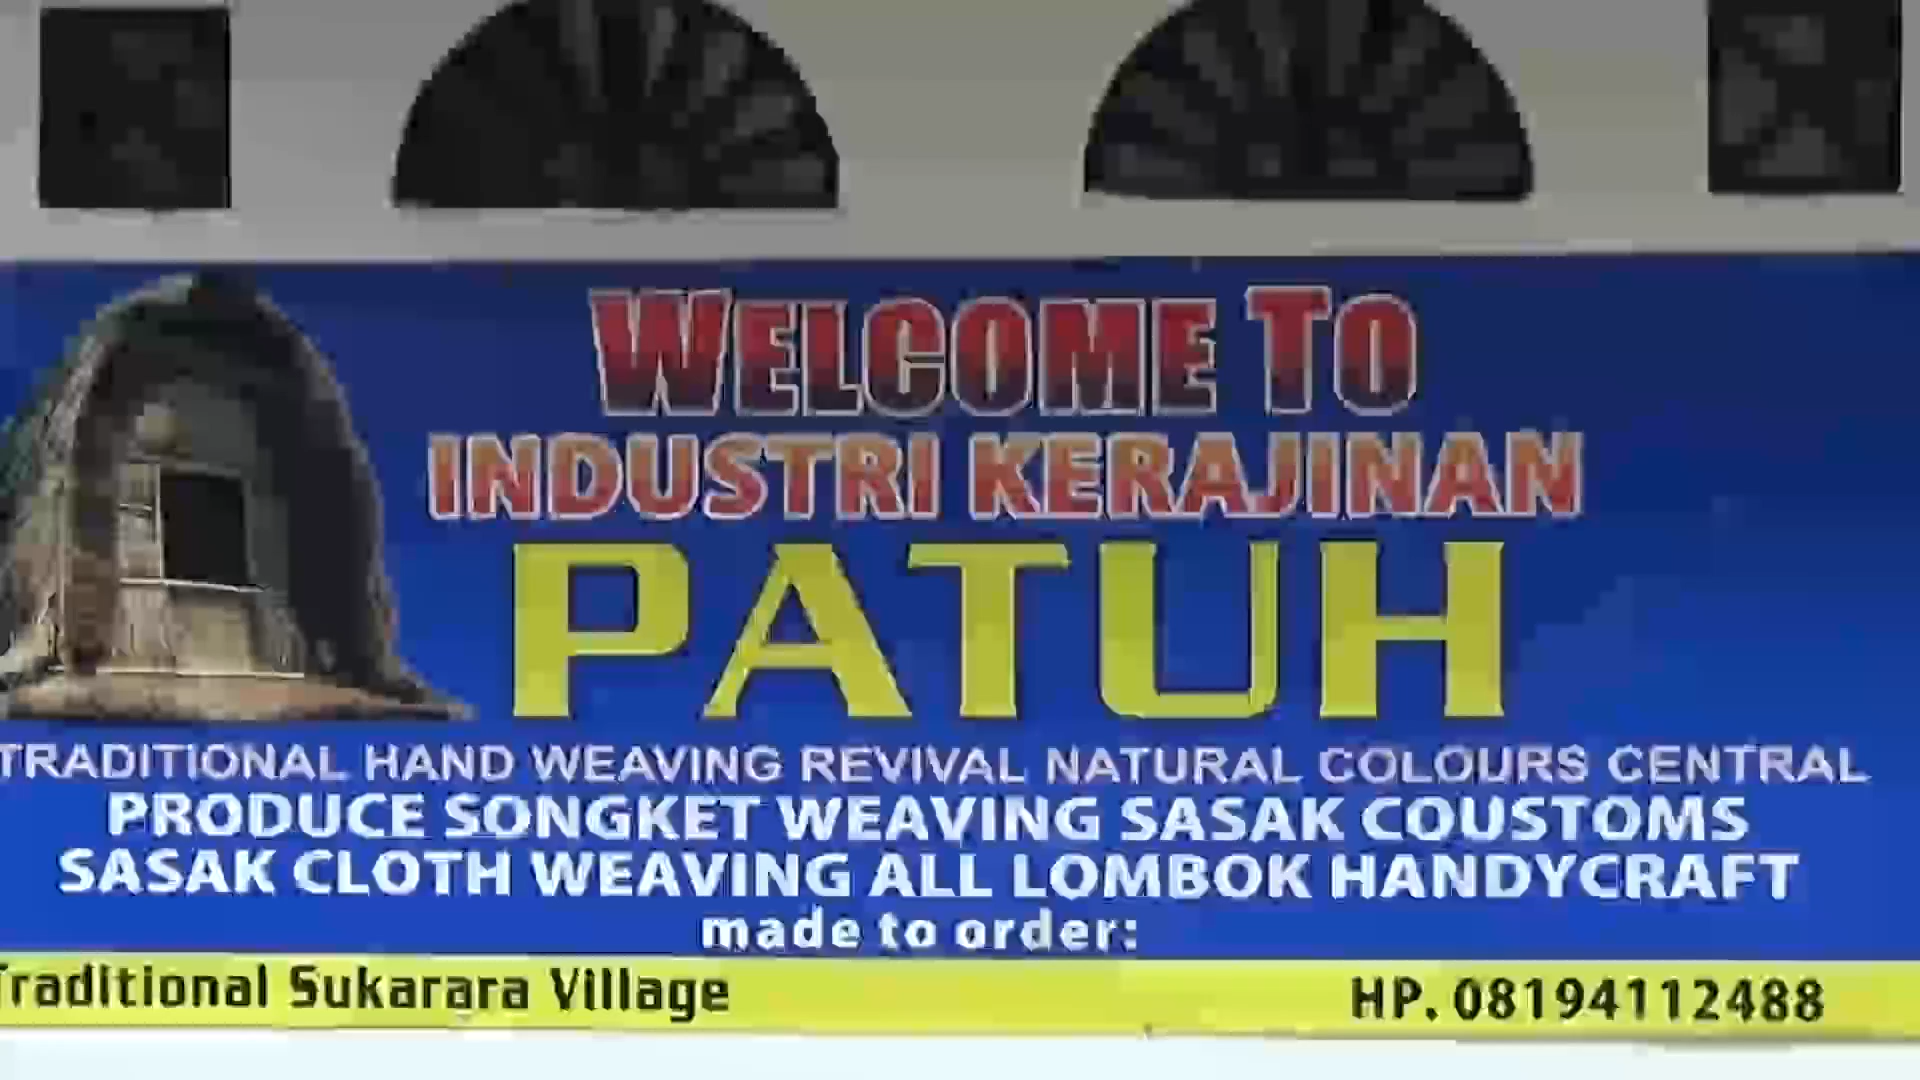 WELCOME TO
INDUSTRI KERAJINAN
PATUH
TRADITIONAL HAND WEAVING REVIVAL NATURAL COLOURS CENTRAL
PRODUCE SONGKET WEAVING SASAK COUSTOMS
SASAK CLOTH WEAVING ALL LOMBOK HANDYCRAFT
made to order:
Traditional Sukarara Village HP. 08194112488